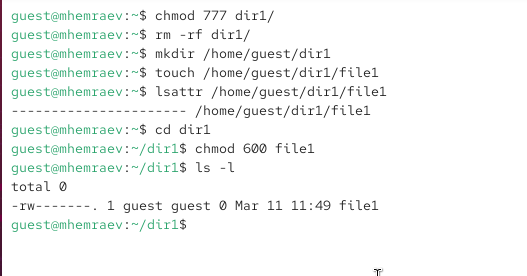 guest@mhemraev:~$ chmod 777 dir1/
guest@mhemraev:~$ rm -rf dir1/
guest@mhemraev:~$ mkdir /home/guest/dir1
guest@mhemraev:~$ touch /home/guest/dir1/file1
guest@mhemraev:~$ lsattr /home/guest/dir1/file1
---------------------- /home/guest/dir1/file1
guest@mhemraev:~$ cd dir1
guest@mhemraev:~/dir1$ chmod 600 file1
guest@mhemraev:~/dir1$ ls -l
total 0
-rw-------. 1 guest guest 0 Mar 11 11:49 file1
guest@mhemraev:~/dir1$